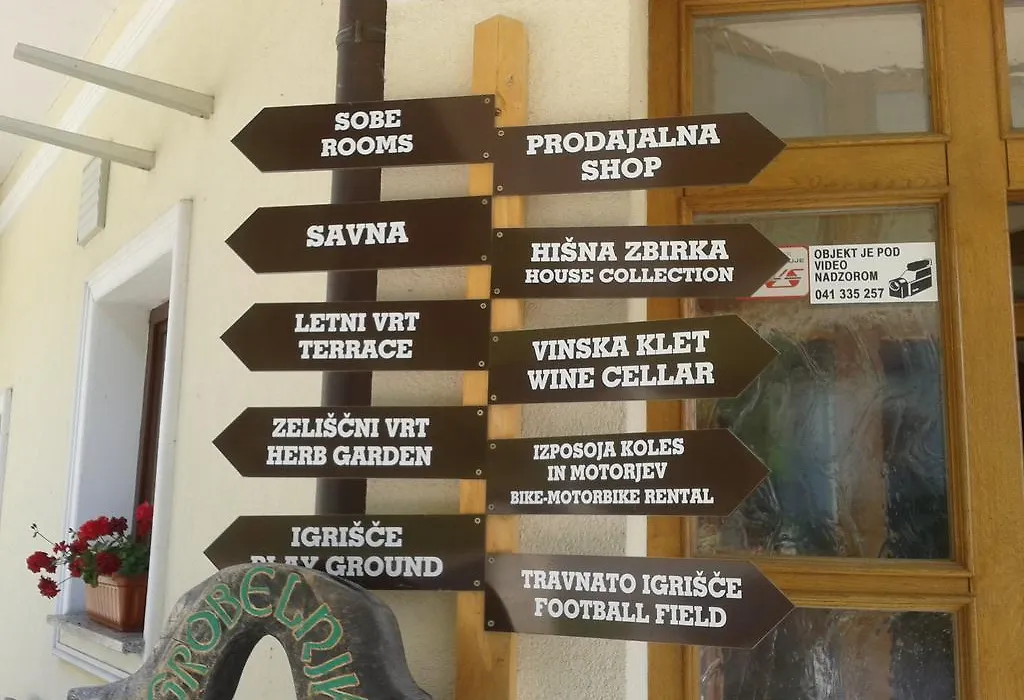 SOBE
ROOMS
PRODAJALNA
SHOP
SAVNA
HIŠNA ZBIRKA
HOUSE COLLECTION
LETNI VRT
TERRACE
VINSKA KLET
WINE CELLAR
ZELIŠČNI VRT
HERB GARDEN
IZPOSOJA KOLES
IN MOTORJEV
BIKE-MOTORBIKE RENTAL
IGRIŠČE
PLAY GROUND
TRAVNATO IGRIŠČE
FOOTBALL FIELD
OBJEKT JE POD
VIDEO
NADZOROM
041 335 257
GROBELNIK